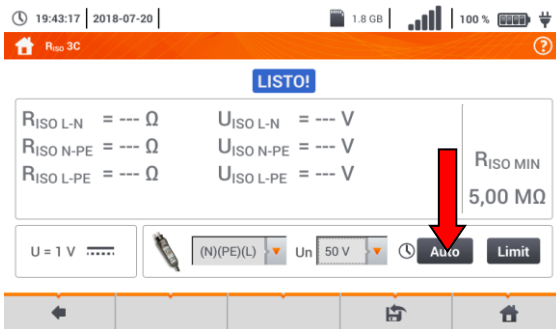 19:43:17 2018-07-20 1.8 GB 100 %
RISO 3C ?
LISTO!
RISO L-N = --- Ω UISO L-N = --- V
RISO N-PE = --- Ω UISO N-PE = --- V
RISO L-PE = --- Ω UISO L-PE = --- V
RISO MIN
5,00 MΩ
U = 1 V (N)(PE)(L) Un 50 V Auto Limit